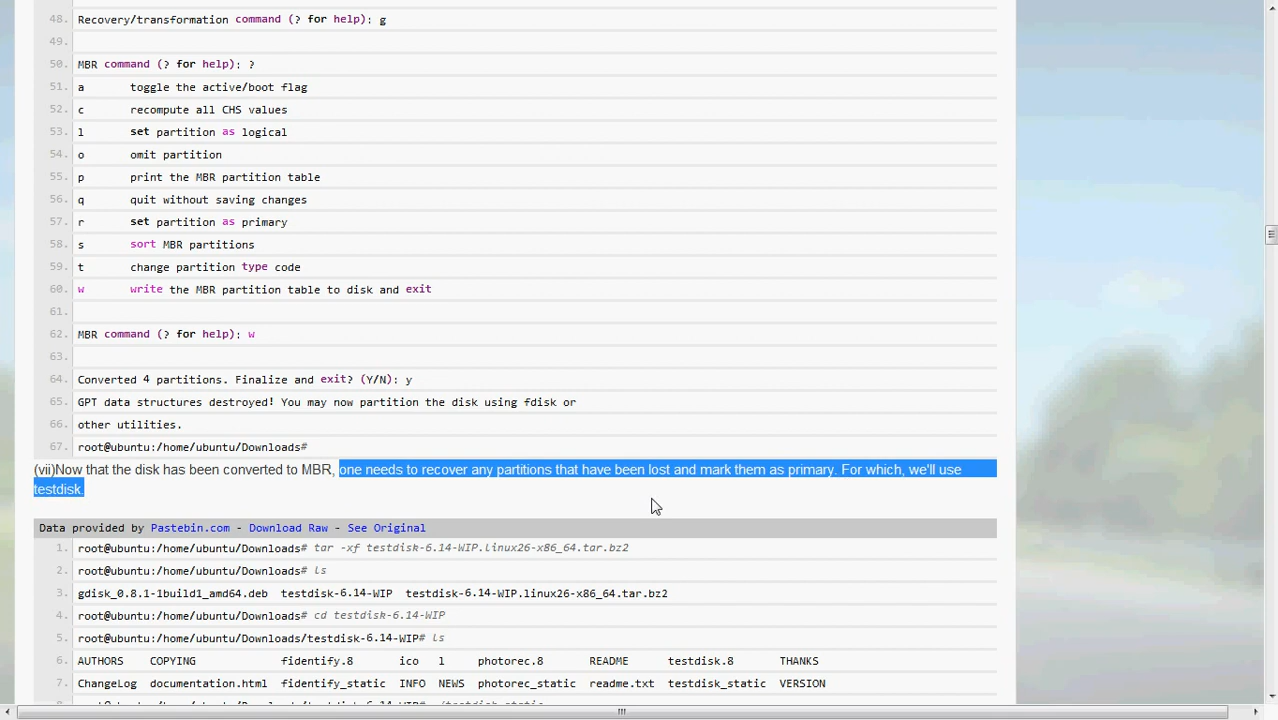 48. Recovery/transformation command (? for help): g
49.
50. MBR command (? for help): ?
51. a toggle the active/boot flag
52. c recompute all CHS values
53. l set partition as logical
54. o omit partition
55. p print the MBR partition table
56. q quit without saving changes
57. r set partition as primary
58. s sort MBR partitions
59. t change partition type code
60. w write the MBR partition table to disk and exit
61.
62. MBR command (? for help): w
63.
64. Converted 4 partitions. Finalize and exit? (Y/N): y
65. GPT data structures destroyed! You may now partition the disk using fdisk or
66. other utilities.
67. root@ubuntu:/home/ubuntu/Downloads#
(vii)Now that the disk has been converted to MBR, one needs to recover any partitions that have been lost and mark them as primary. For which, we'll use
testdisk.
Data provided by Pastebin.com - Download Raw - See Original
1. root@ubuntu:/home/ubuntu/Downloads# tar -xf testdisk-6.14-WIP.linux26-x86_64.tar.bz2
2. root@ubuntu:/home/ubuntu/Downloads# ls
3. gdisk_0.8.1-1build1_amd64.deb testdisk-6.14-WIP testdisk-6.14-WIP.linux26-x86_64.tar.bz2
4. root@ubuntu:/home/ubuntu/Downloads# cd testdisk-6.14-WIP
5. root@ubuntu:/home/ubuntu/Downloads/testdisk-6.14-WIP# ls
6. AUTHORS COPYING fidentify.8 ico l photorec.8 README testdisk.8 THANKS
7. ChangeLog documentation.html fidentify_static INFO NEWS photorec_static readme.txt testdisk_static VERSION